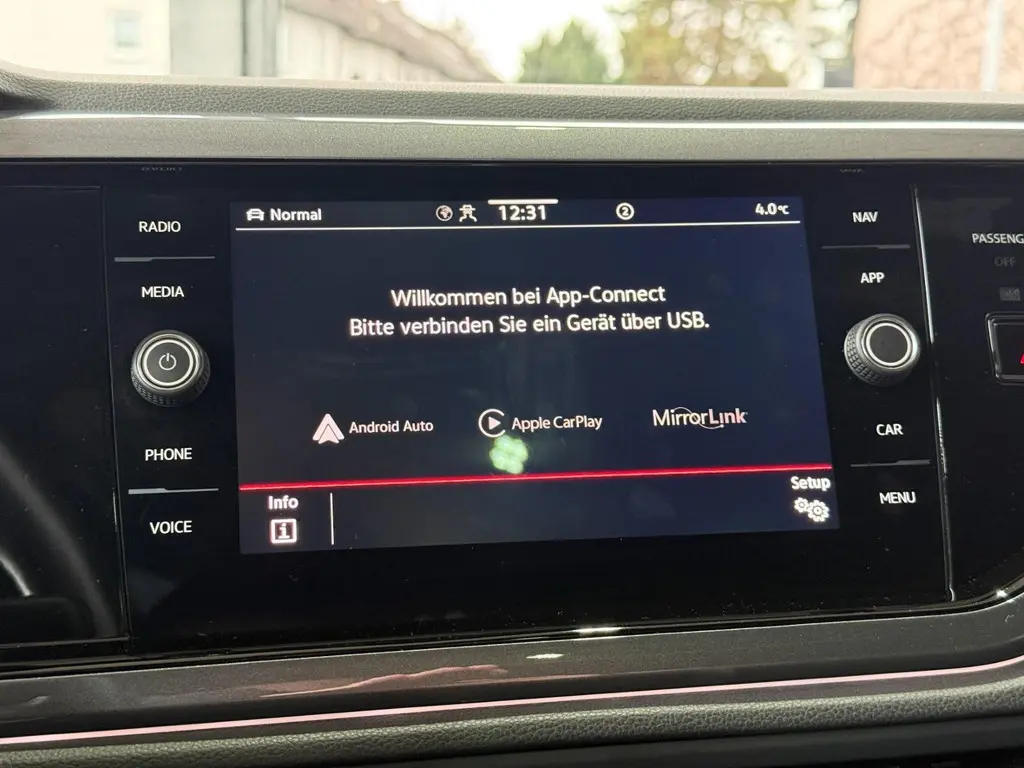 Normal
12:31
2
4.0°C
RADIO
MEDIA
PHONE
VOICE
Willkommen bei App-Connect
Bitte verbinden Sie ein Gerät über USB.
Android Auto
Apple CarPlay
MirrorLink
Info
i
Setup
NAV
APP
CAR
MENU
PASSENG
OFF